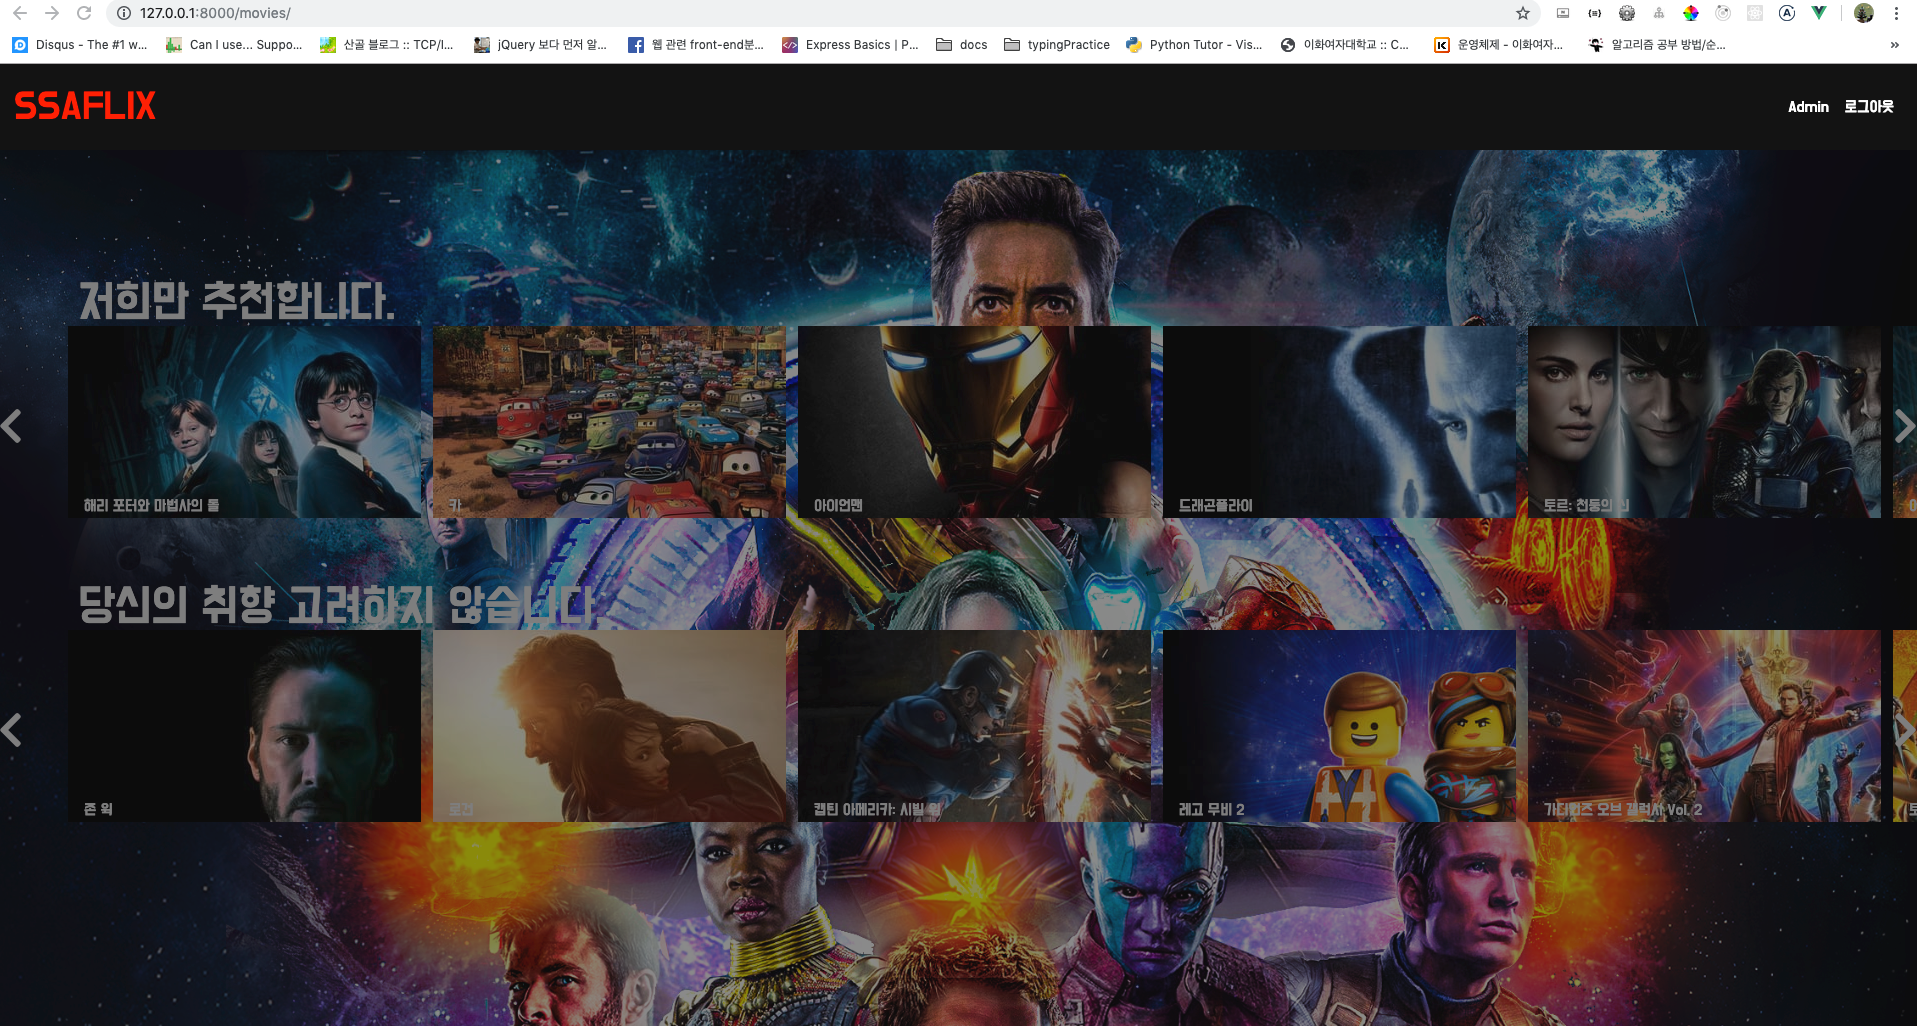 127.0.0.1:8000/movies/
Disqus - The #1 w...
Can I use... Suppo...
산골 블로그 :: TCP/I...
jQuery 보다 먼저 알...
웹 관련 front-end분...
Express Basics | P...
docs
typingPractice
Python Tutor - Vis...
이화여자대학교 :: C...
운영체제 - 이화여자...
알고리즘 공부 방법/순...
»
SSAFLIX
Admin
로그아웃
저희만 추천합니다.
해리 포터와 마법사의 돌
카
아이언맨
드래곤플라이
토르: 천둥의 신
당신의 취향 고려하지 않습니다.
존 윅
로건
캡틴 아메리카: 시빌 워
레고 무비 2
가디언즈 오브 갤럭시 Vol. 2